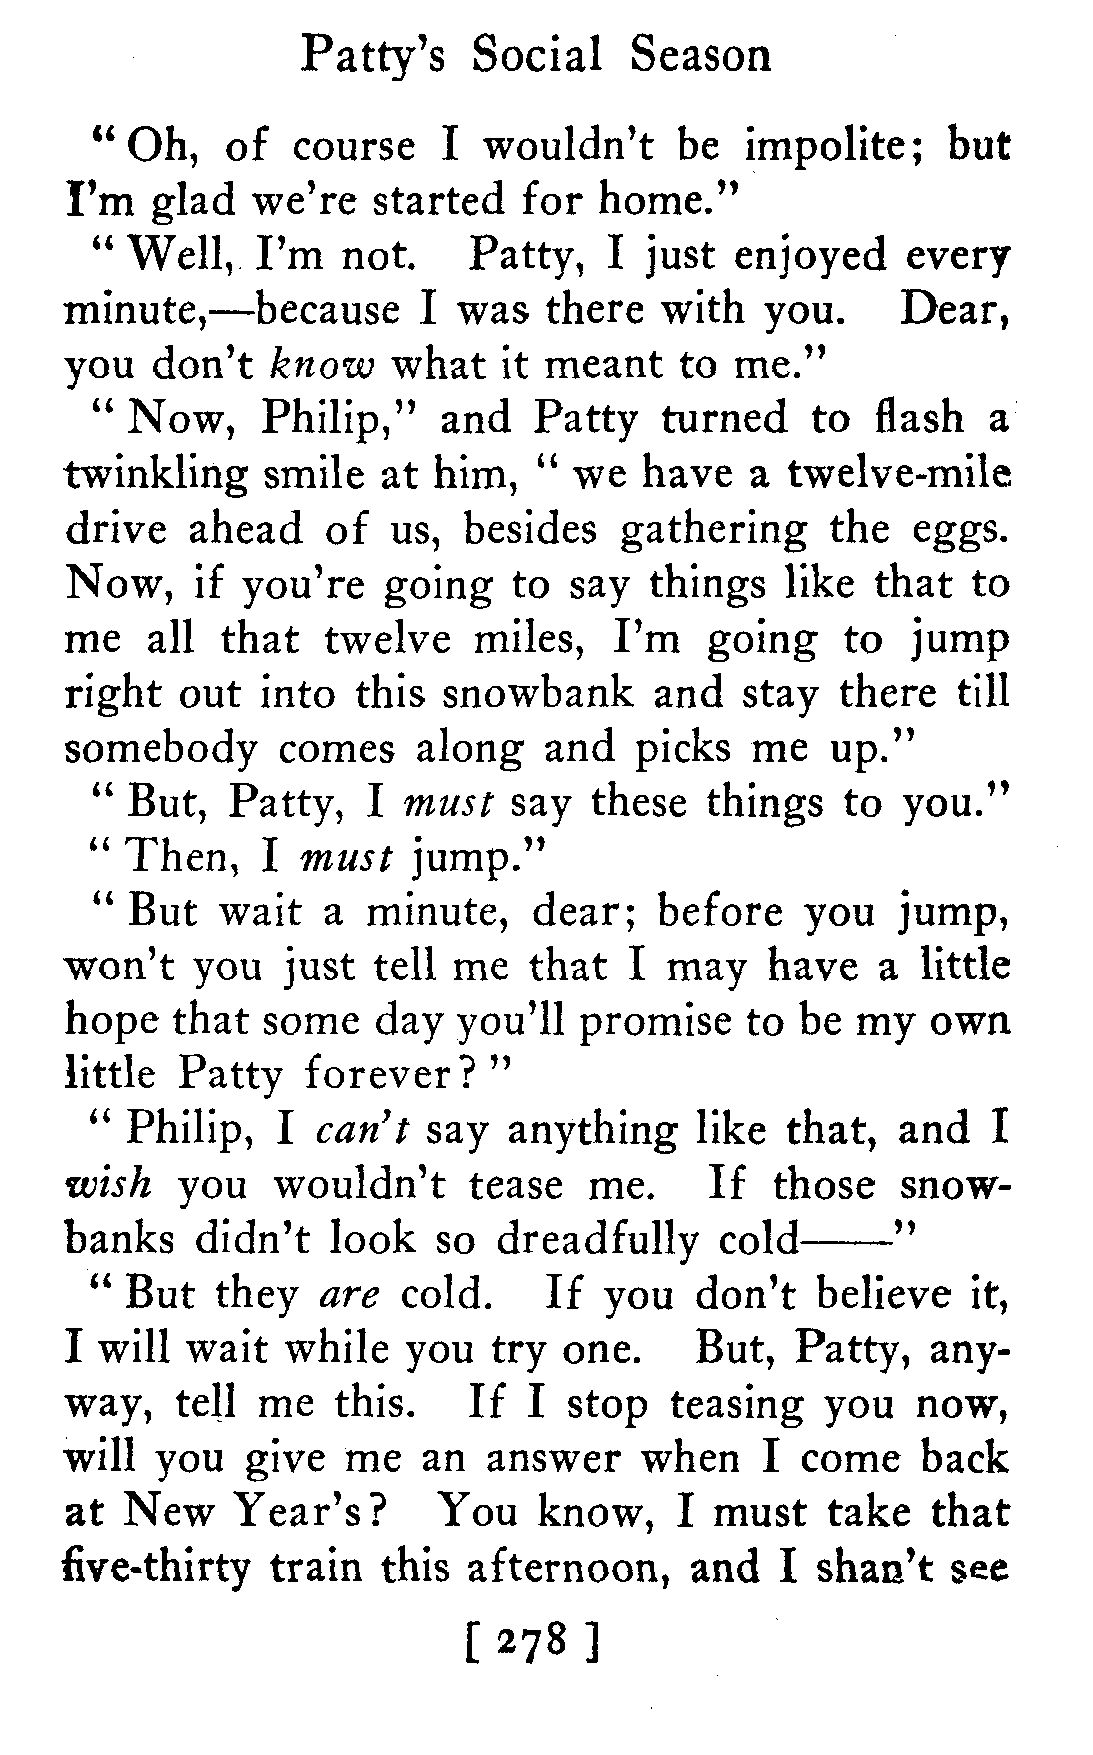 Patty's Social Season
" Oh, of course I wouldn't be impolite; but
I'm glad we're started for home."
" Well, I'm not. Patty, I just enjoyed every
minute,—because I was there with you. Dear,
you don't know what it meant to me."
" Now, Philip," and Patty turned to flash a
twinkling smile at him, " we have a twelve-mile
drive ahead of us, besides gathering the eggs.
Now, if you're going to say things like that to
me all that twelve miles, I'm going to jump
right out into this snowbank and stay there till
somebody comes along and picks me up."
" But, Patty, I must say these things to you."
" Then, I must jump."
" But wait a minute, dear; before you jump,
won't you just tell me that I may have a little
hope that some day you'll promise to be my own
little Patty forever? "
" Philip, I can't say anything like that, and I
wish you wouldn't tease me. If those snow-
banks didn't look so dreadfully cold——"
" But they are cold. If you don't believe it,
I will wait while you try one. But, Patty, any-
way, tell me this. If I stop teasing you now,
will you give me an answer when I come back
at New Year's? You know, I must take that
five-thirty train this afternoon, and I shan't see
[ 278 ]